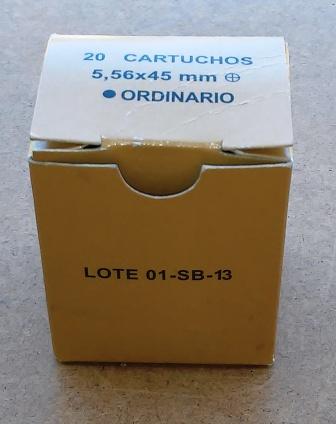 20 CARTUCHOS
5,56x45 mm ⊕
● ORDINARIO
LOTE 01-SB-13